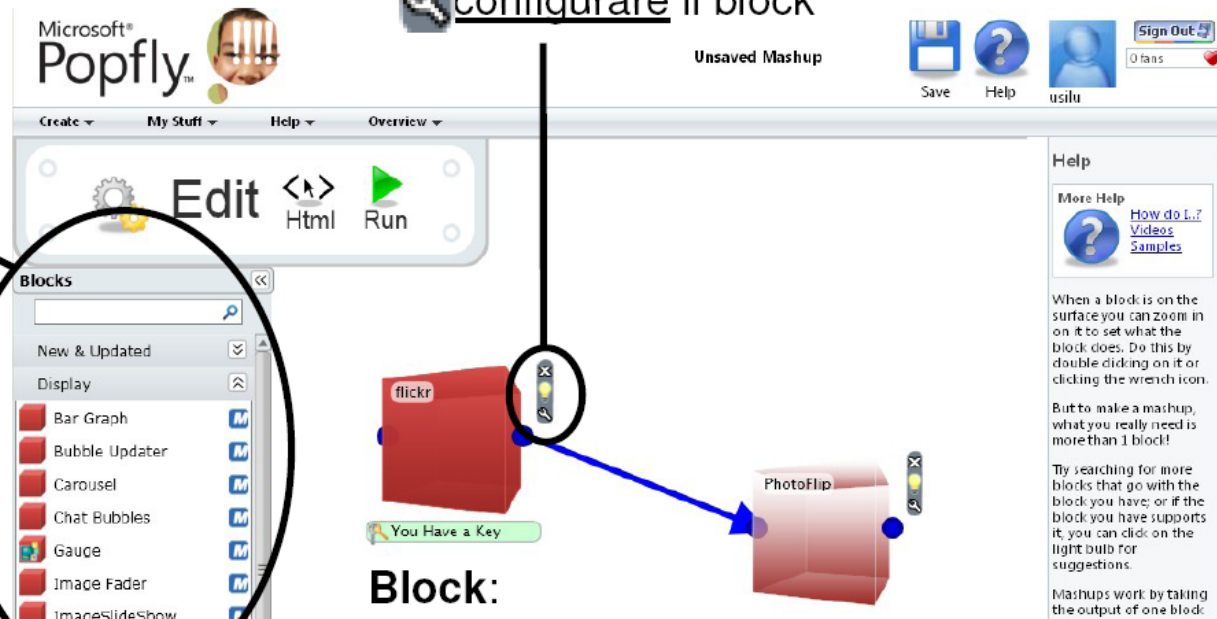 configurare il block
Microsoft®
Popfly™
Unsaved Mashup
Save
Help
Sign Out
0 fans
usilu
Create
My Stuff
Help
Overview
Edit
Html
Run
Blocks
New & Updated
Display
Bar Graph
Bubble Updater
Carousel
Chat Bubbles
Gauge
Image Fader
ImageSlideShow
flickr
You Have a Key
PhotoFlip
Block:
Help
More Help
How do I..?
Videos
Samples
When a block is on the
surface you can zoom in
on it to set what the
block does. Do this by
double clicking on it or
clicking the wrench icon.
But to make a mashup,
what you really need is
more than 1 block!
Try searching for more
blocks that go with the
block you have; or if the
block you have supports
it, you can click on the
light bulb for
suggestions.
Mashups work by taking
the output of one block